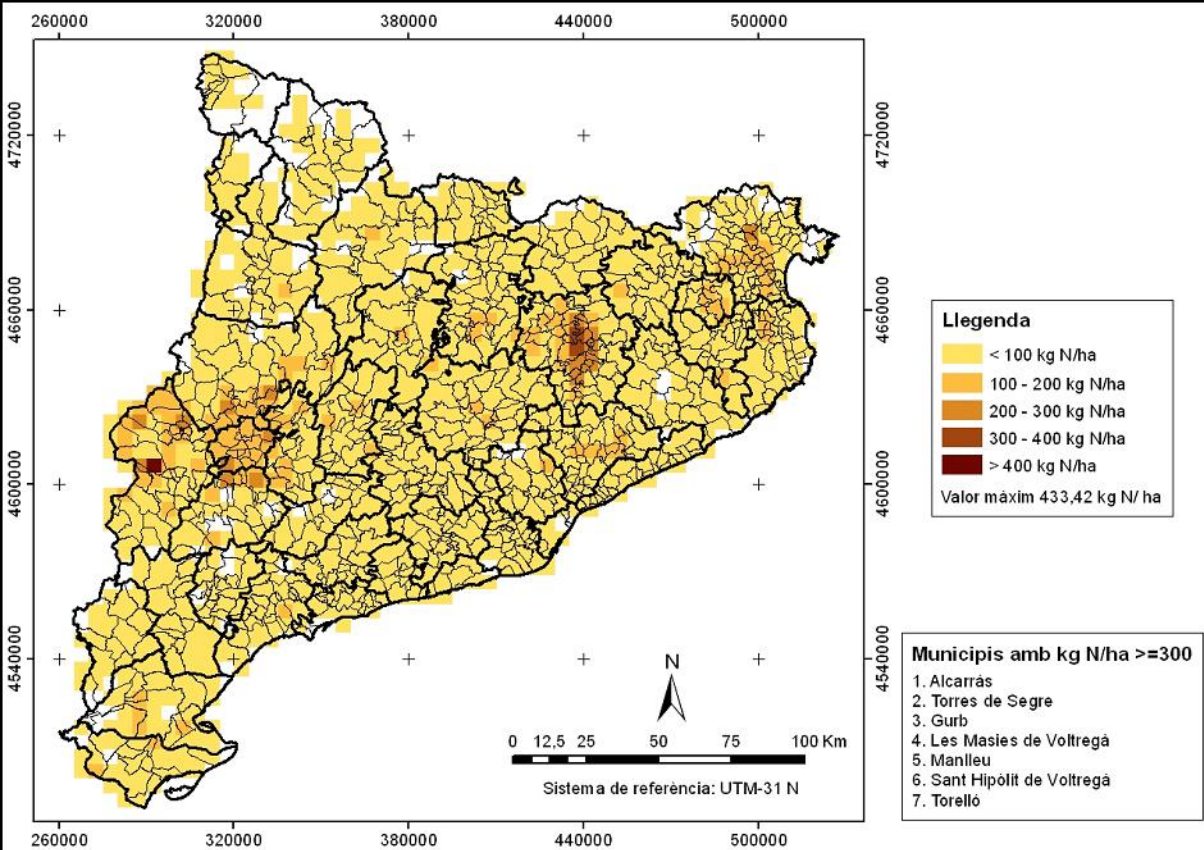 260000 320000 380000 440000 500000
4720000 4720000
4660000 4660000
4600000 4600000
4540000 4540000
Llegenda
< 100 kg N/ha
100 - 200 kg N/ha
200 - 300 kg N/ha
300 - 400 kg N/ha
> 400 kg N/ha
Valor màxim 433,42 kg N/ ha
Municipis amb kg N/ha >=300
1. Alcarràs
2. Torres de Segre
3. Gurb
4. Les Masies de Voltregà
5. Manlleu
6. Sant Hipòlit de Voltregà
7. Torelló
N
0 12,5 25 50 75 100 Km
Sistema de referència: UTM-31 N
260000 320000 380000 440000 500000